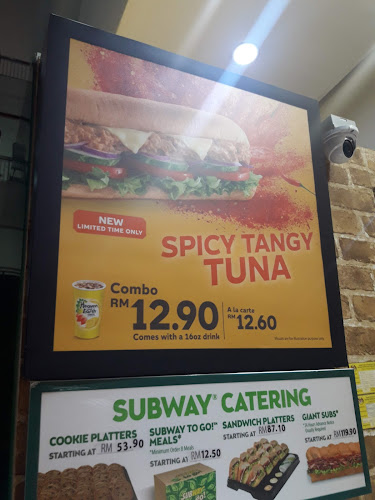 NEW
LIMITED TIME ONLY
SPICY TANGY
TUNA
Combo
RM 12.90
Comes with a 16oz drink
A la carte
RM 12.60
SUBWAY® CATERING
COOKIE PLATTERS
STARTING AT RM 53.90
SUBWAY TO GO!™
MEALS*
*Minimum Order 8 Meals
STARTING AT RM12.50
SANDWICH PLATTERS
STARTING AT RM87.10
GIANT SUBS*
STARTING AT RM119.90